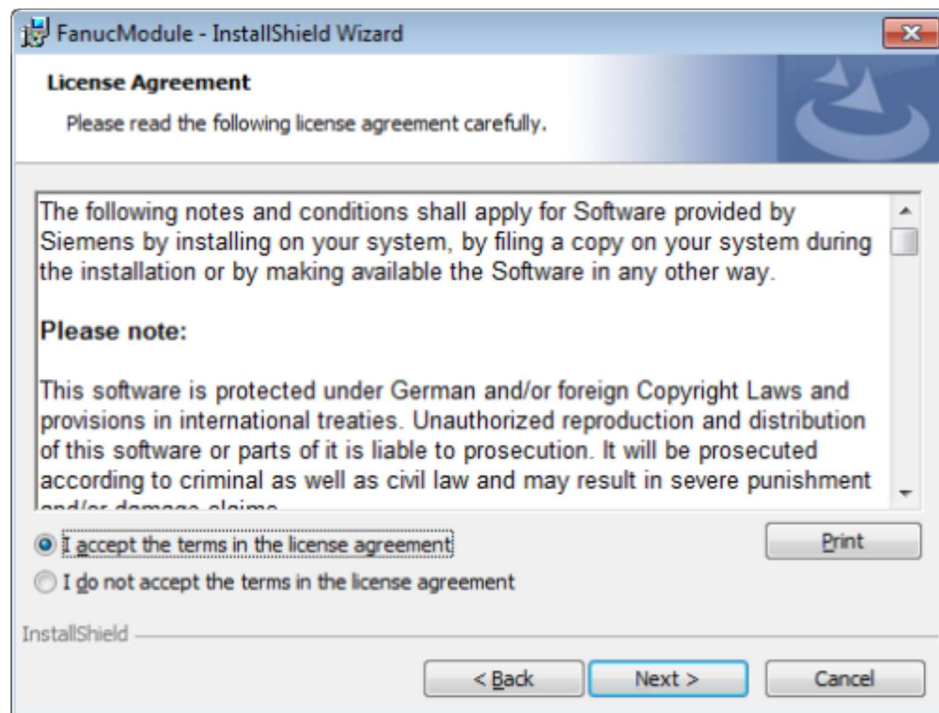 FanucModule - InstallShield Wizard
License Agreement
Please read the following license agreement carefully.
The following notes and conditions shall apply for Software provided by
Siemens by installing on your system, by filing a copy on your system during
the installation or by making available the Software in any other way.
Please note:
This software is protected under German and/or foreign Copyright Laws and
provisions in international treaties. Unauthorized reproduction and distribution
of this software or parts of it is liable to prosecution. It will be prosecuted
according to criminal as well as civil law and may result in severe punishment
and/or damage claims
I accept the terms in the license agreement
Print
I do not accept the terms in the license agreement
InstallShield
< Back
Next >
Cancel